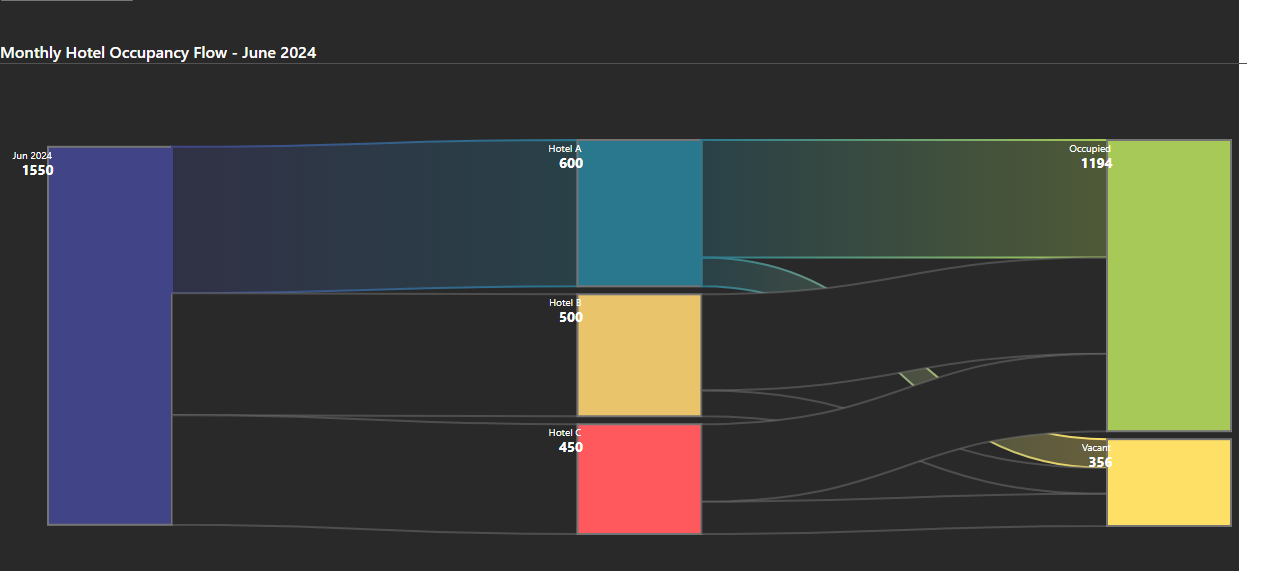 Monthly Hotel Occupancy Flow - June 2024
Jun 2024
1550
Hotel A
600
Hotel B
500
Hotel C
450
Occupied
1194
Vacant
356